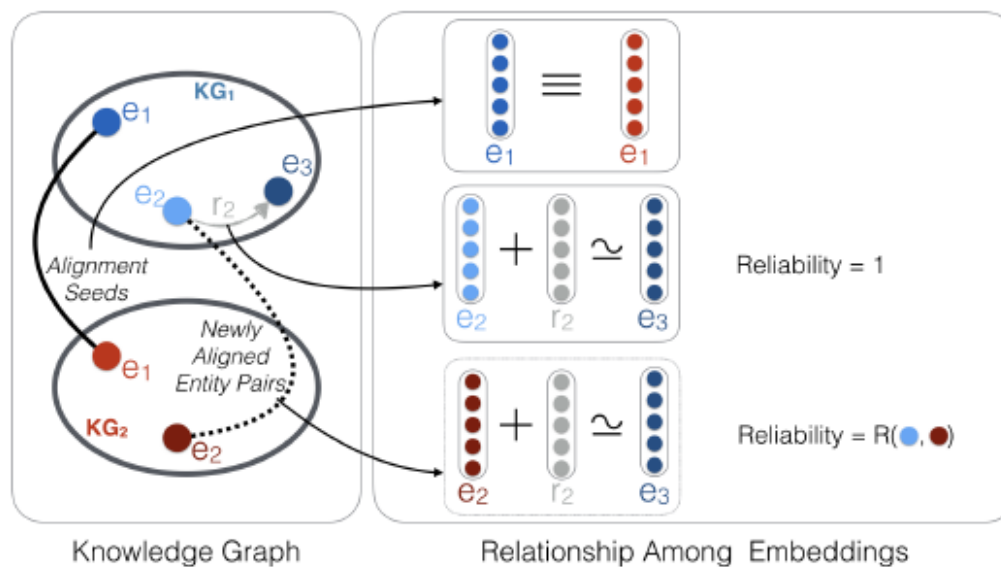 KG₁
e₁
e₃
e₂
r₂
Alignment
Seeds
Newly
Aligned
Entity Pairs
e₁
KG₂
e₂
Knowledge Graph
≡
e₁
e₁
+
≃
e₂
r₂
e₃
Reliability = 1
+
≃
e₂
r₂
e₃
Reliability = R( , )
Relationship Among Embeddings